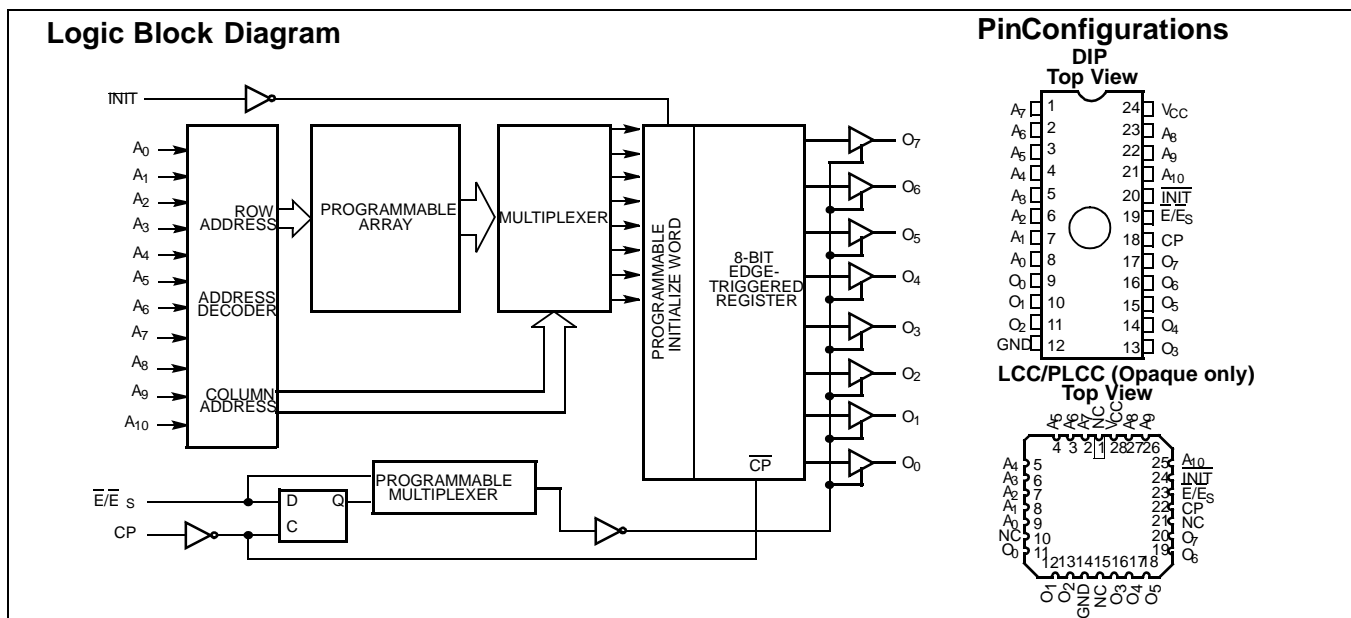 Logic Block Diagram
INIT
A0
A1
A2
A3
A4
A5
A6
A7
A8
A9
A10
ROW
ADDRESS
ADDRESS
DECODER
COLUMN
ADDRESS
PROGRAMMABLE
ARRAY
MULTIPLEXER
PROGRAMMABLE
INITIALIZE WORD
8-BIT
EDGE-
TRIGGERED
REGISTER
CP
O7
O6
O5
O4
O3
O2
O1
O0
E/ES
CP
D
Q
C
PROGRAMMABLE
MULTIPLEXER
PinConfigurations
DIP
Top View
A7 1 24 VCC
A6 2 23 A8
A5 3 22 A9
A4 4 21 A10
A3 5 20 INIT
A2 6 19 E/ES
A1 7 18 CP
A0 8 17 O7
O0 9 16 O6
O1 10 15 O5
O2 11 14 O4
GND 12 13 O3
LCC/PLCC (Opaque only)
Top View
A5 A6 A7 NC VCC A8 A9
4 3 2 1 28 27 26
A4 5 25 A10
A3 6 24 INIT
A2 7 23 E/ES
A1 8 22 CP
A0 9 21 NC
NC 10 20 O7
O0 11 19 O6
12 13 14 15 16 17 18
O1 O2 GND NC O3 O4 O5